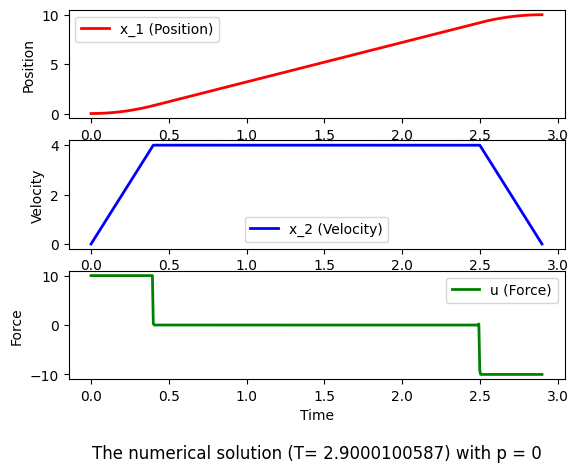 10
x_1 (Position)
Position
5
0
0.0 0.5 1.0 1.5 2.0 2.5 3.0
4
Velocity
2
x_2 (Velocity)
0
0.0 0.5 1.0 1.5 2.0 2.5 3.0
10
u (Force)
Force
0
−10
0.0 0.5 1.0 1.5 2.0 2.5 3.0
Time
The numerical solution (T= 2.9000100587) with p = 0